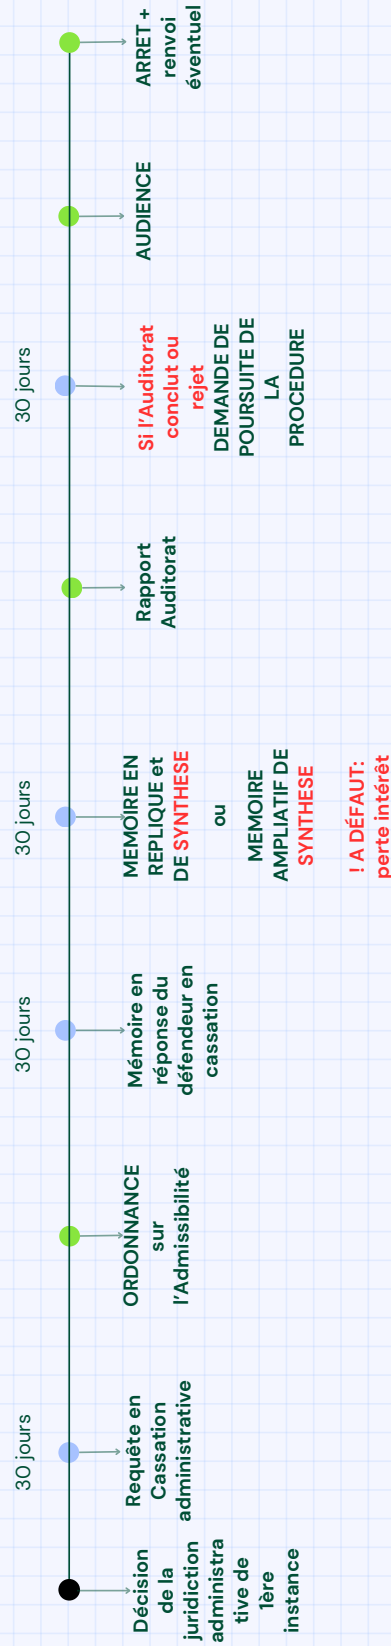 Décision
de la
juridiction
administra
tive de
1ère
instance
30 jours
Requête en
Cassation
administrative
ORDONNANCE
sur
l'Admissibilité
30 jours
Mémoire en
réponse du
défendeur en
cassation
30 jours
MEMOIRE EN
REPLIQUE et
DE SYNTHESE
ou
MEMOIRE
AMPLIATIF DE
SYNTHESE
! A DÉFAUT:
perte intérêt
Rapport
Auditorat
30 jours
Si l'Auditorat
conclut ou
rejet
DEMANDE DE
POURSUITE DE
LA
PROCEDURE
AUDIENCE
ARRET +
renvoi
éventuel